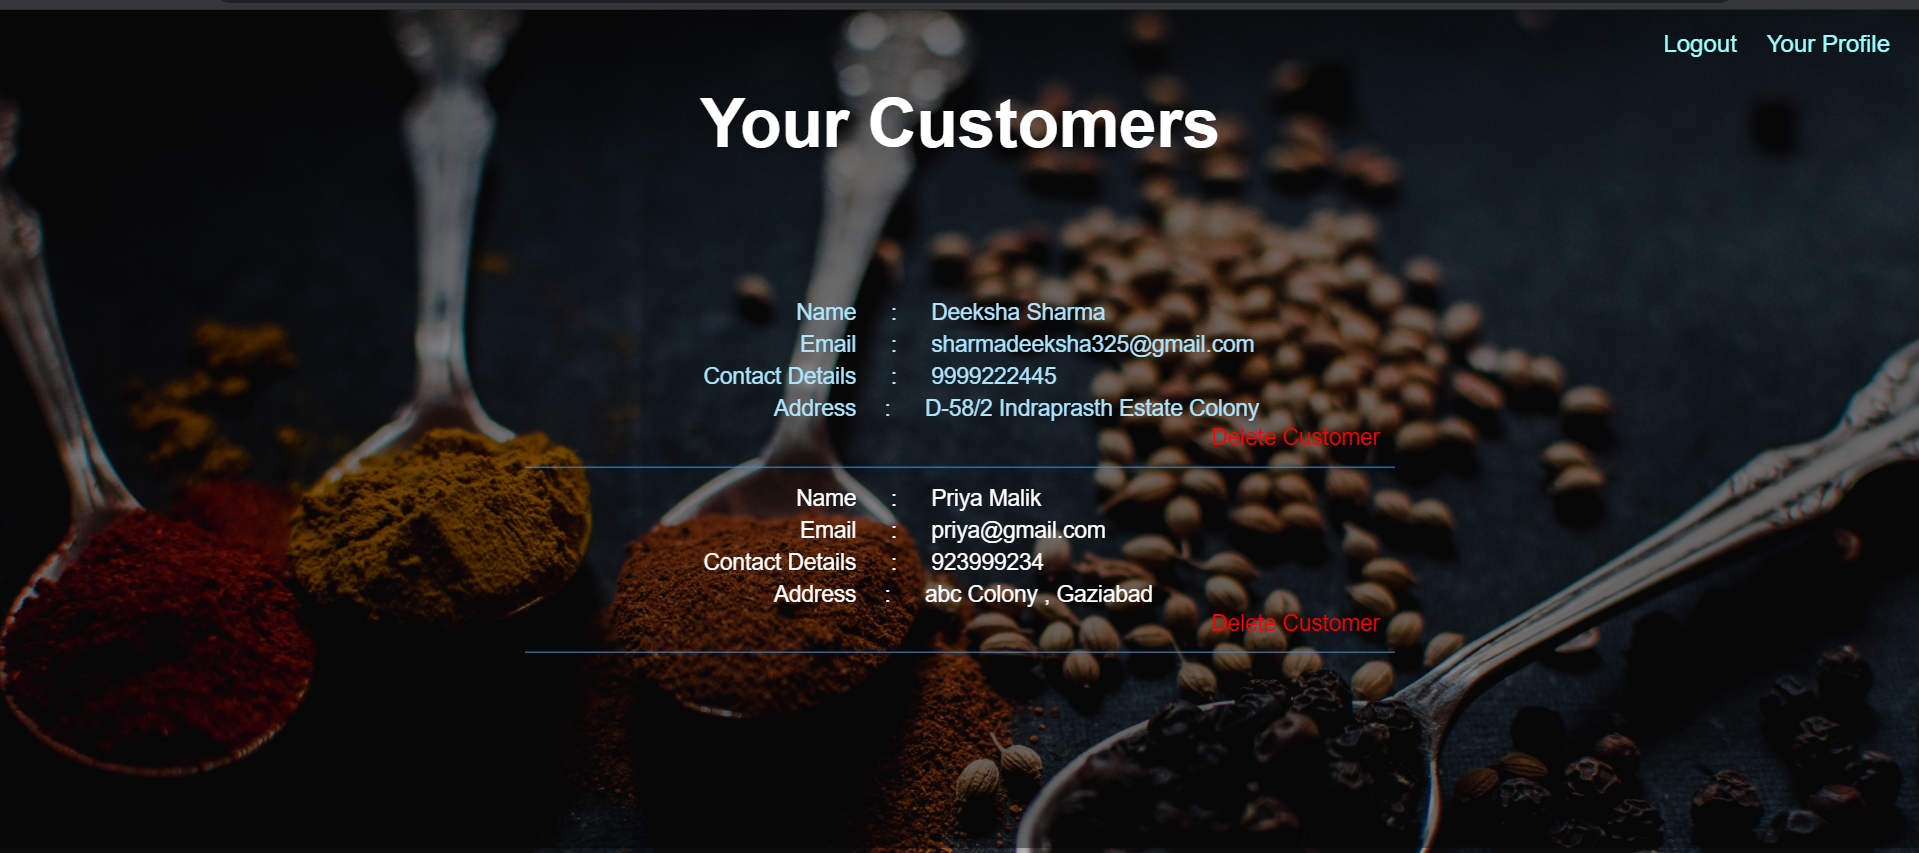 Logout Your Profile
Your Customers
Name : Deeksha Sharma
Email : sharmadeeksha325@gmail.com
Contact Details : 9999222445
Address : D-58/2 Indraprasth Estate Colony
Delete Customer
Name : Priya Malik
Email : priya@gmail.com
Contact Details : 923999234
Address : abc Colony , Gaziabad
Delete Customer